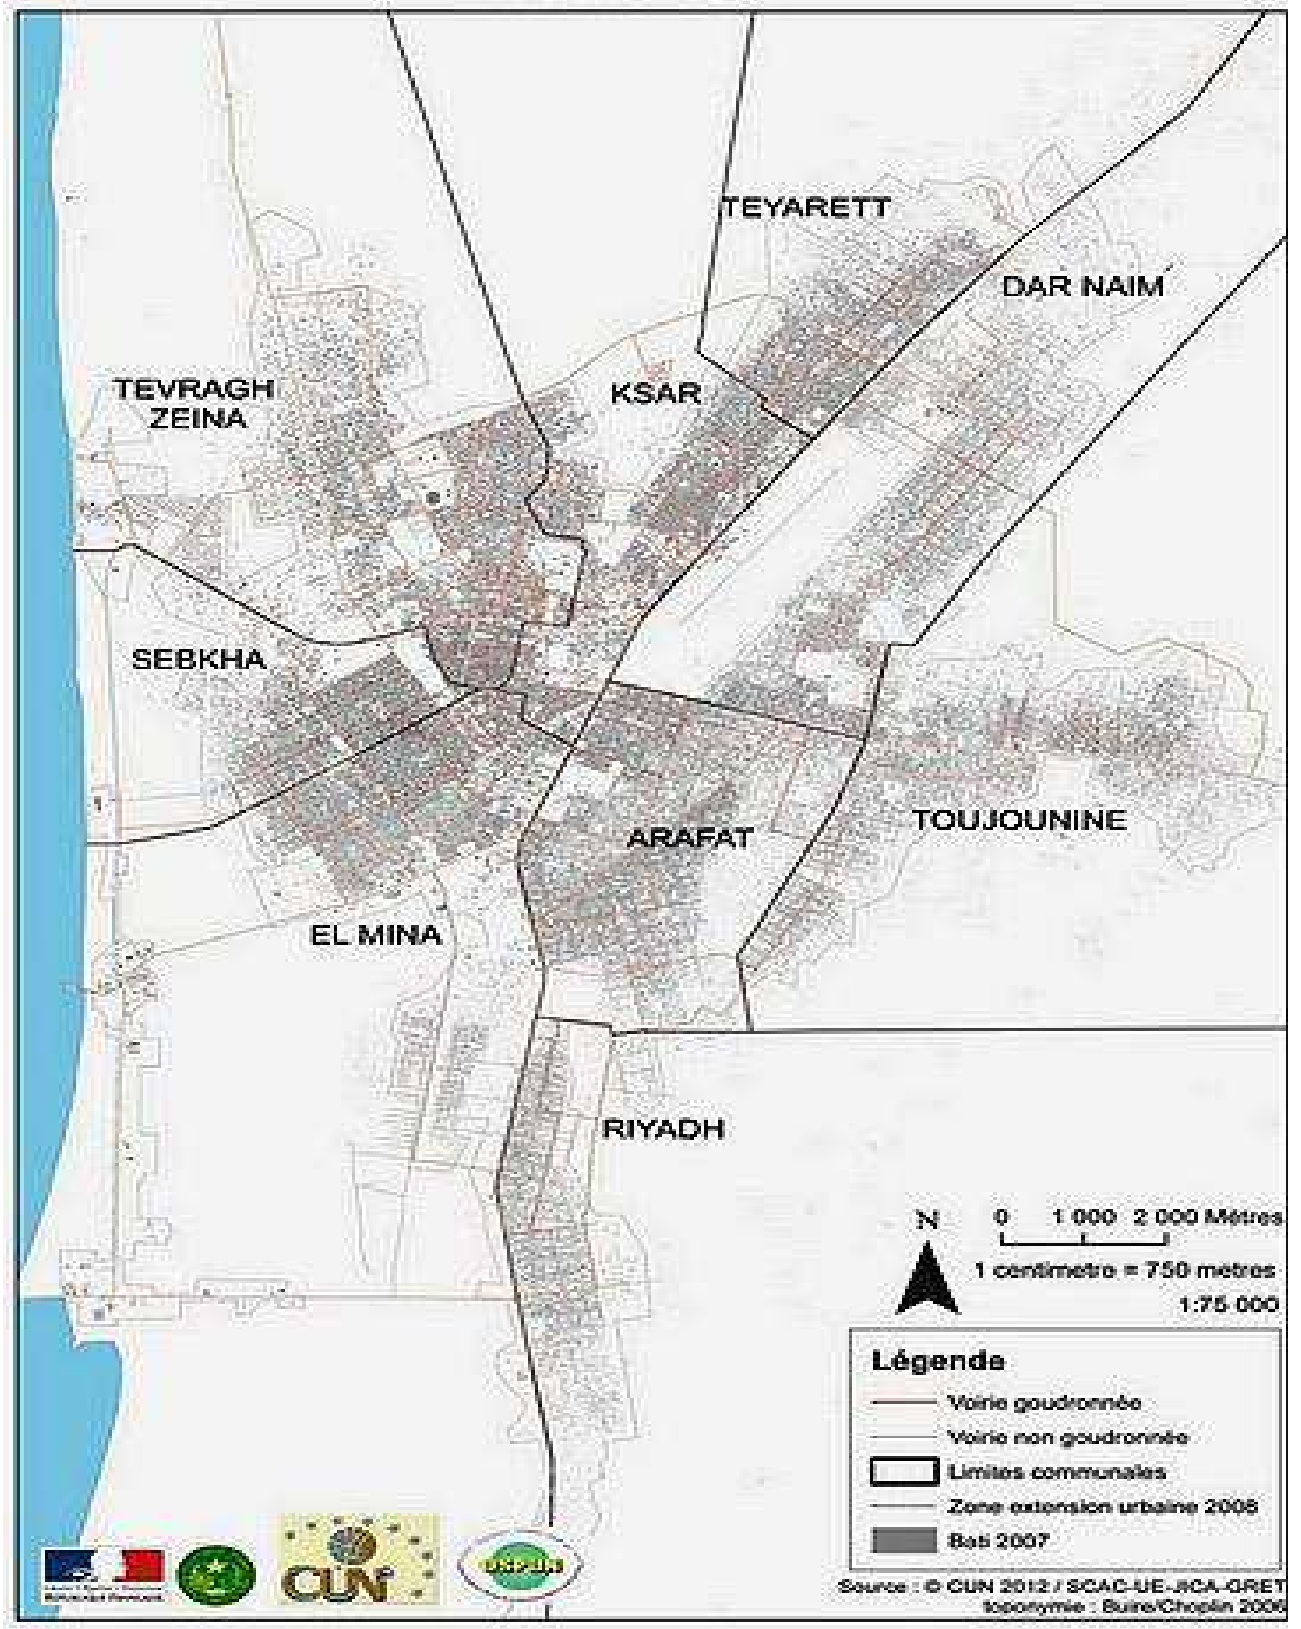 TEYARETT
DAR NAIM
TEVRAGH
ZEINA
KSAR
SEBKHA
ARAFAT
TOUJOUNINE
EL MINA
RIYADH
N
0 1 000 2 000 Mètres
1 centimetre = 750 metres
1:75 000
Légende
Voirie goudronnée
Voirie non goudronnée
Limites communales
Zone extension urbaine 2008
Bati 2007
CUN
Source : © CUN 2012 / SCAC-UE-JICA-GRET
toponymie : Buire/Choplin 2006